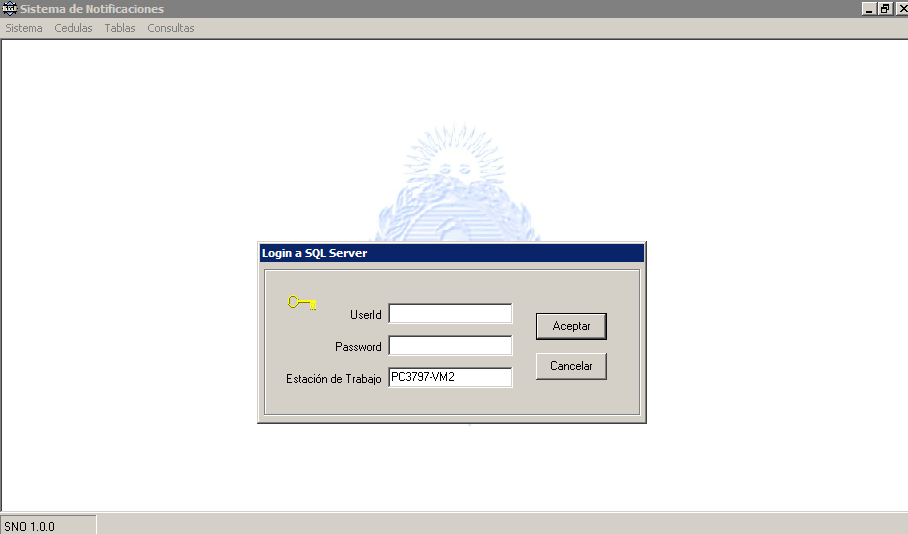 Sistema de Notificaciones
Sistema Cedulas Tablas Consultas
Login a SQL Server
UserId
Aceptar
Password
Cancelar
Estación de Trabajo PC3797-VM2
SNO 1.0.0